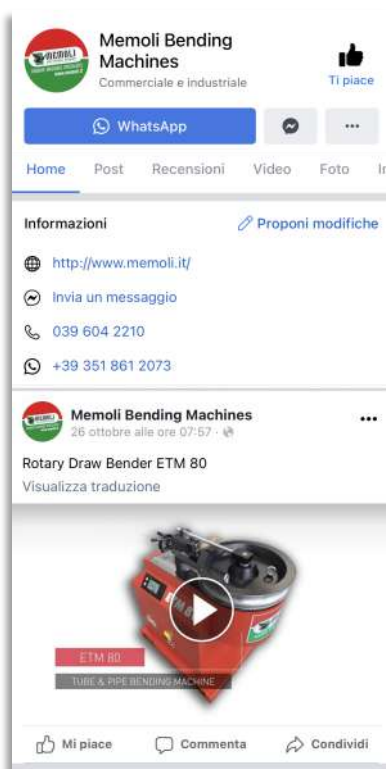 Memoli Bending
Machines
Commerciale e industriale
Ti piace
WhatsApp
Home Post Recensioni Video Foto
Informazioni
Proponi modifiche
http://www.memoli.it/
Invia un messaggio
039 604 2210
+39 351 861 2073
Memoli Bending Machines
26 ottobre alle ore 07:57
Rotary Draw Bender ETM 80
Visualizza traduzione
ETM 80
TUBE & PIPE BENDING MACHINE
Mi piace Commenta Condividi